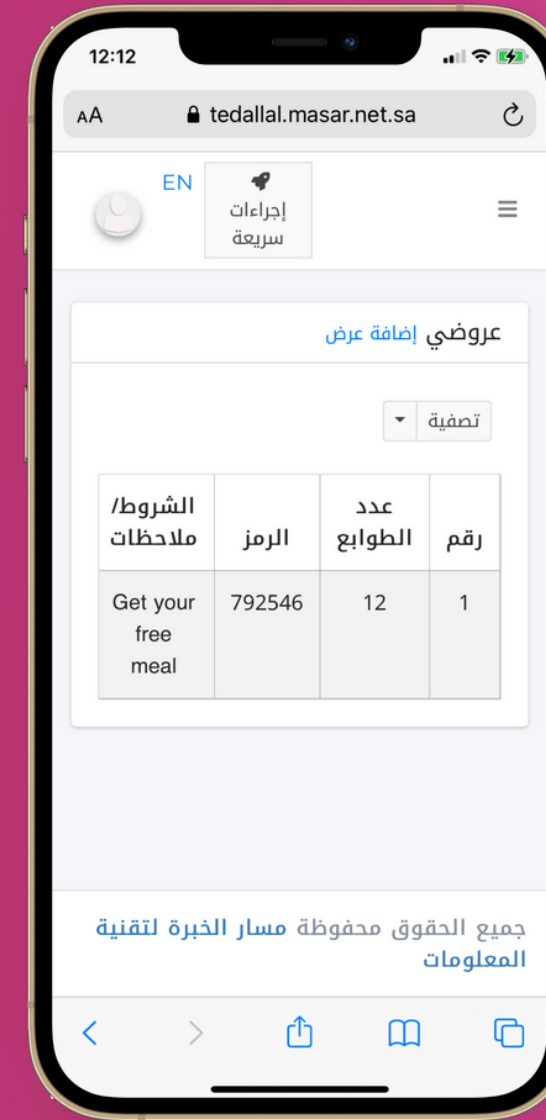 12:12
AA tedallal.masar.net.sa
EN
إجراءات
سريعة
عروضي إضافة عرض
تصفية
رقم
عدد
الطوابع
الرمز
الشروط/
ملاحظات
1
12
792546
Get your
free
meal
جميع الحقوق محفوظة مسار الخبرة لتقنية
المعلومات